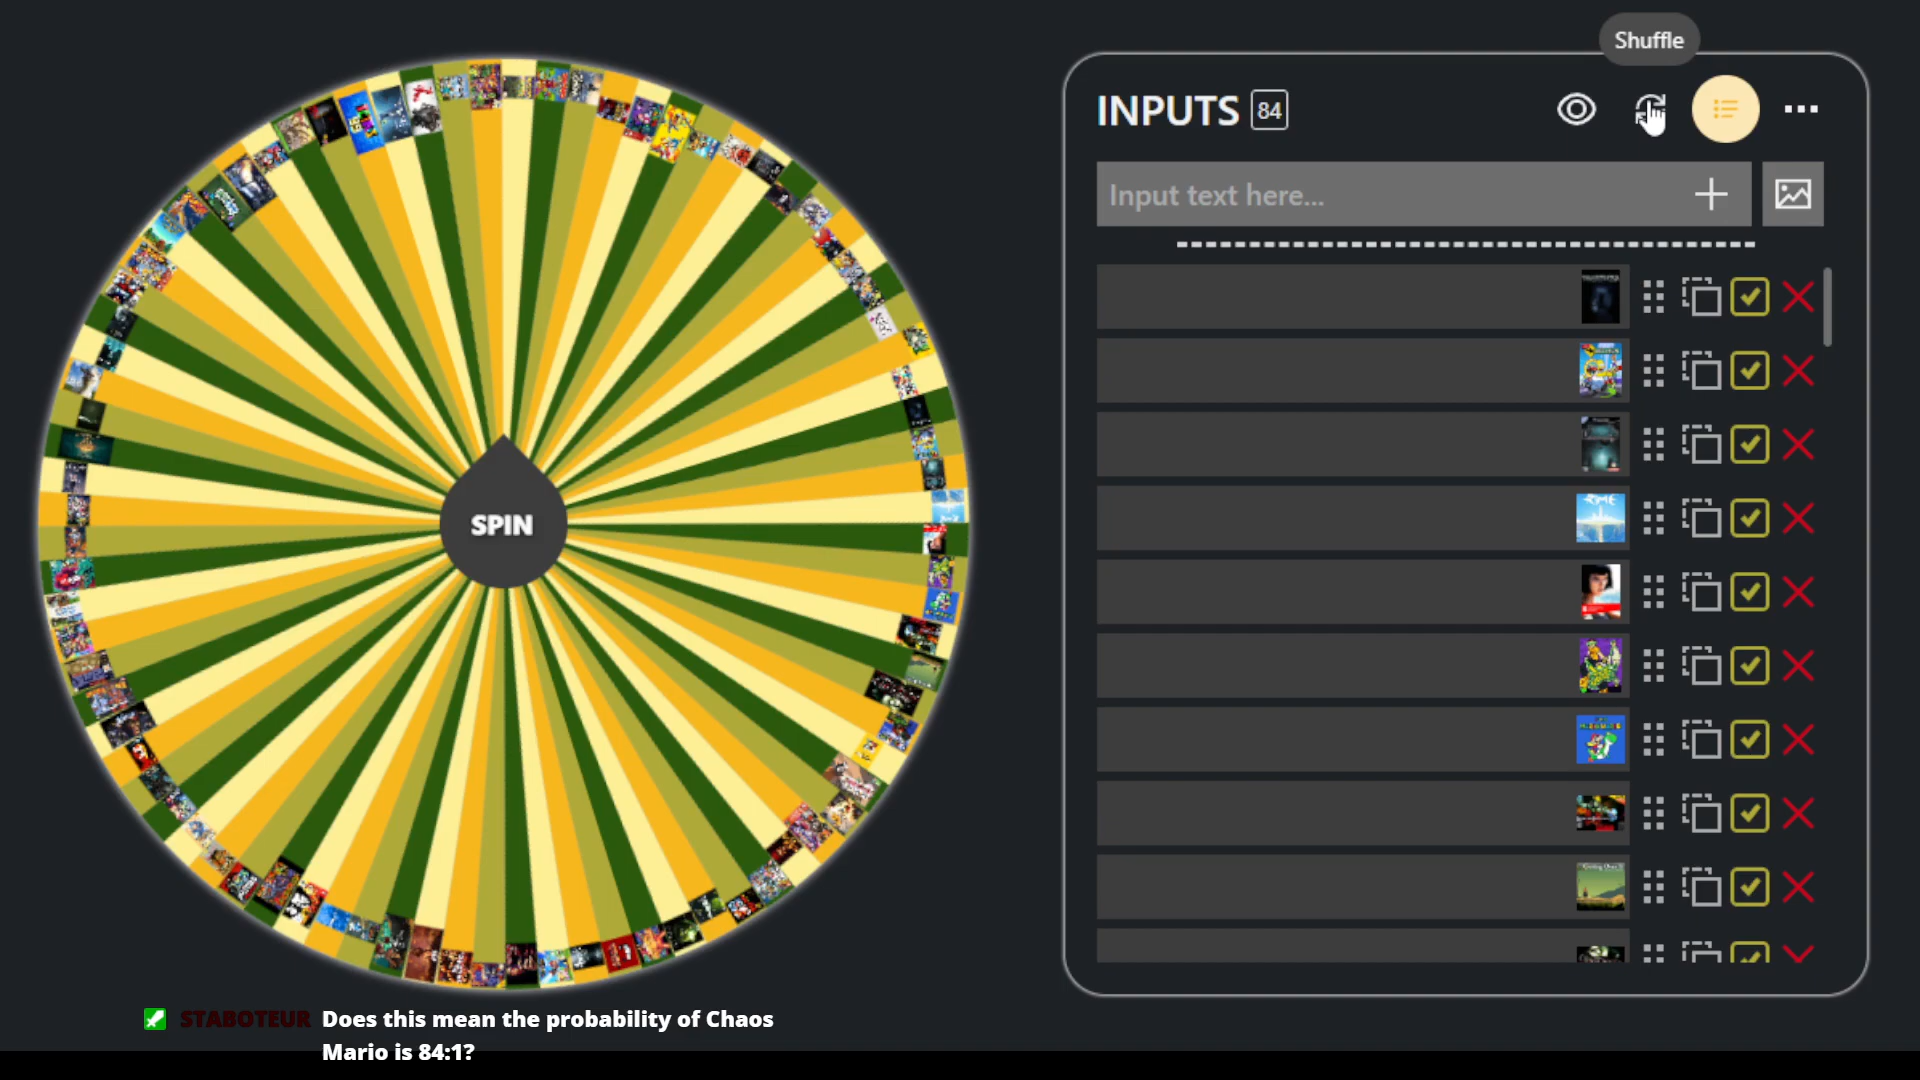 Shuffle
INPUTS 84
Input text here...
SPIN
STABOTEUR Does this mean the probability of Chaos
Mario is 84:1?